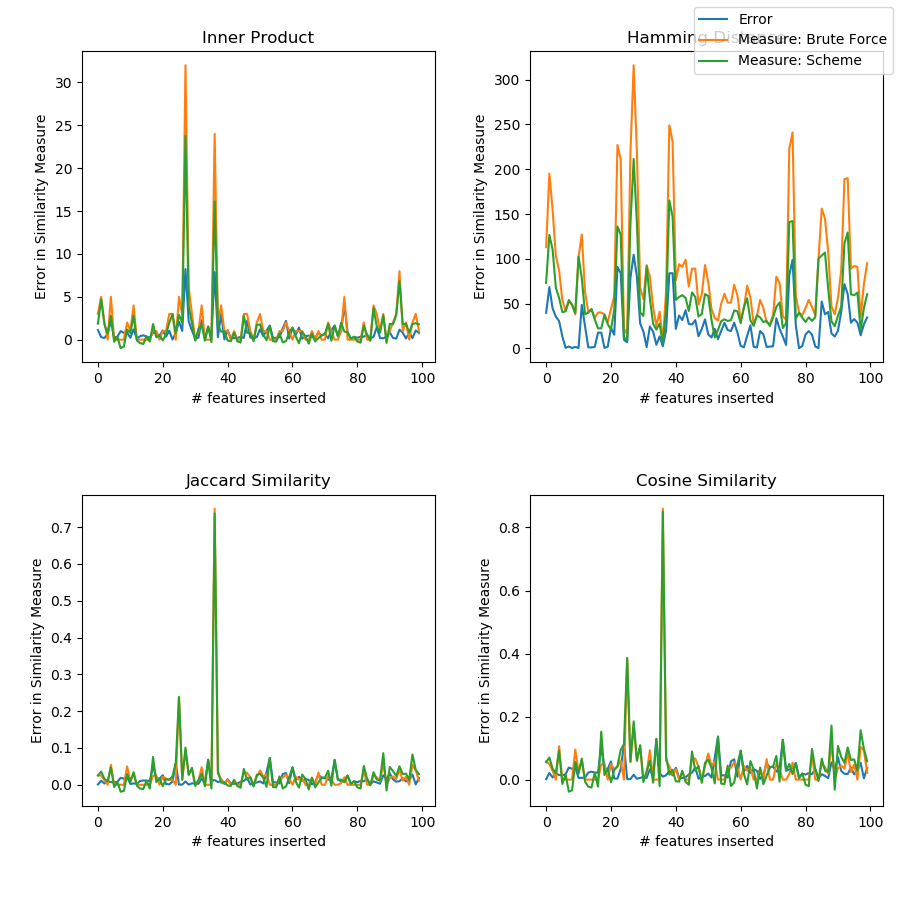 Error
Measure: Brute Force
Measure: Scheme
Inner Product
Hamming Distance
Error in Similarity Measure
30
25
20
15
10
5
0
0 20 40 60 80 100
# features inserted
Error in Similarity Measure
300
250
200
150
100
50
0
0 20 40 60 80 100
# features inserted
Jaccard Similarity
Error in Similarity Measure
0.7
0.6
0.5
0.4
0.3
0.2
0.1
0.0
0 20 40 60 80 100
# features inserted
Cosine Similarity
Error in Similarity Measure
0.8
0.6
0.4
0.2
0.0
0 20 40 60 80 100
# features inserted